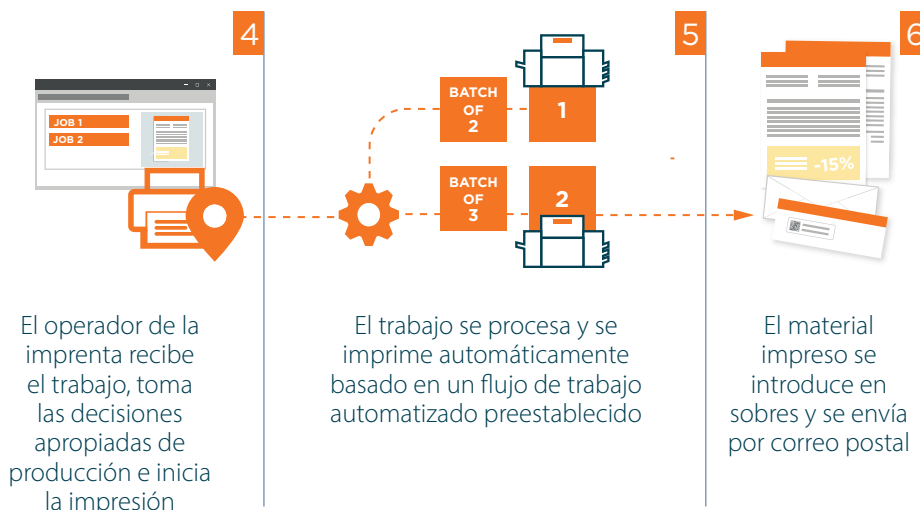 4
JOB 1
JOB 2
El operador de la
imprenta recibe
el trabajo, toma
las decisiones
apropiadas de
producción e inicia
la impresión
5
BATCH
OF
2
1
BATCH
OF
3
2
El trabajo se procesa y se
imprime automáticamente
basado en un flujo de trabajo
automatizado preestablecido
6
-15%
El material
impreso se
introduce en
sobres y se envía
por correo postal